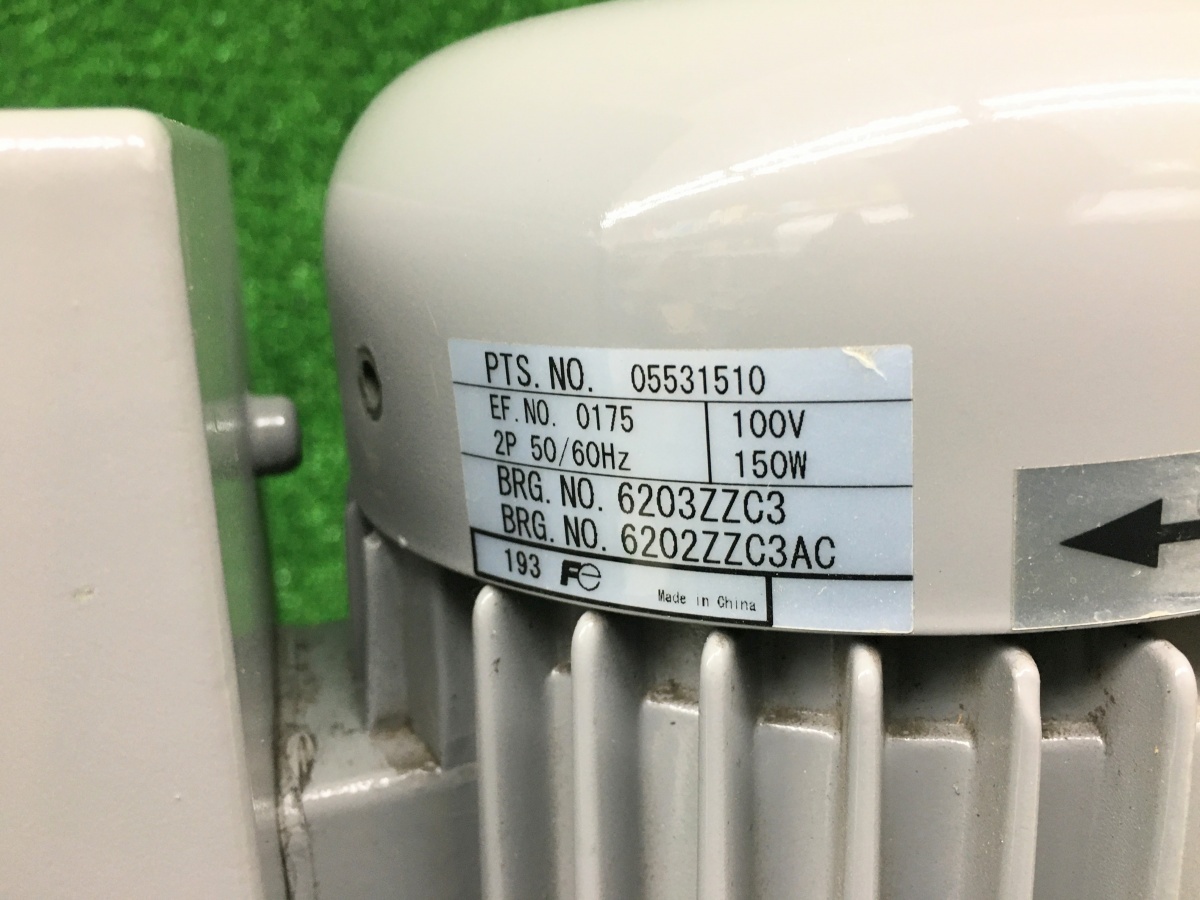 PTS. NO. 05531510
EF. NO. 0175
2P 50/60Hz
100V
150W
BRG. NO. 6203ZZC3
BRG. NO. 6202ZZC3AC
193 Fe
Made in China